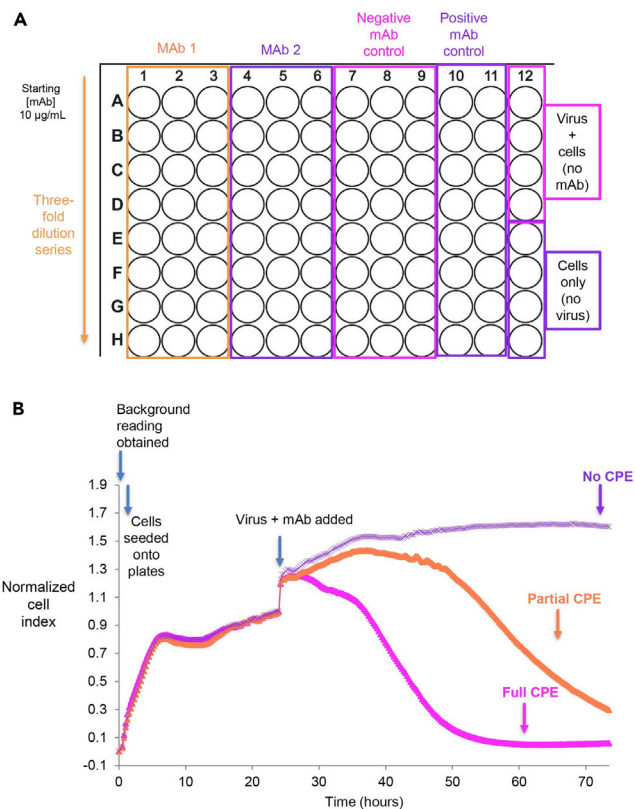 A
MAb 1
MAb 2
Negative
mAb
control
Positive
mAb
control
Starting
[mAb]
10 µg/mL
1 2 3 4 5 6 7 8 9 10 11 12
A
B
C
D
E
F
G
H
Three-
fold
dilution
series
Virus
+
cells
(no
mAb)
Cells
only
(no
virus)
B
Background
reading
obtained
Cells
seeded
onto
plates
Virus + mAb added
No CPE
Partial CPE
Full CPE
Normalized
cell
index
1.9
1.7
1.5
1.3
1.1
0.9
0.7
0.5
0.3
0.1
-0.1
0 10 20 30 40 50 60 70
Time (hours)